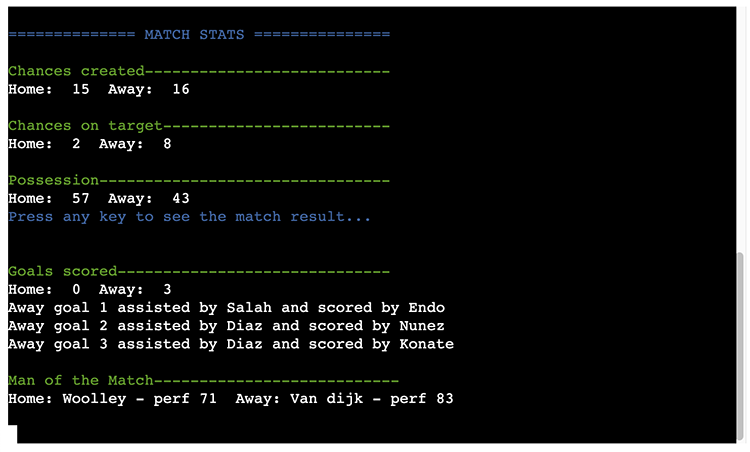 ============== MATCH STATS ===============
Chances created---------------------------
Home:  15  Away:  16
Chances on target-------------------------
Home:  2  Away:  8
Possession--------------------------------
Home:  57  Away:  43
Press any key to see the match result...
Goals scored------------------------------
Home:  0  Away:  3
Away goal 1 assisted by Salah and scored by Endo
Away goal 2 assisted by Diaz and scored by Nunez
Away goal 3 assisted by Diaz and scored by Konate
Man of the Match---------------------------
Home: Woolley - perf 71  Away: Van dijk - perf 83